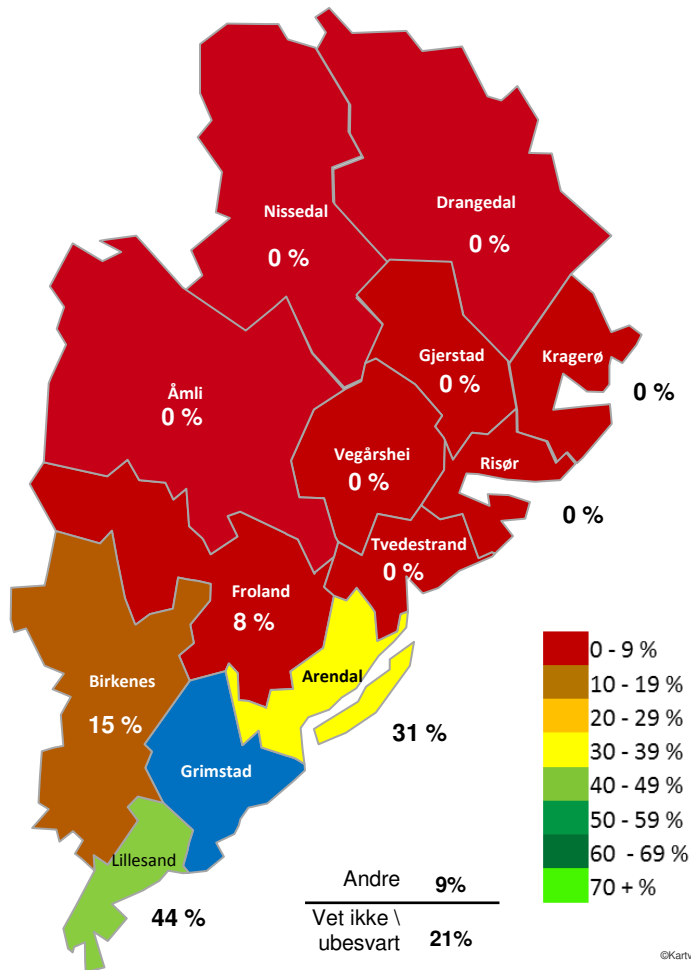 Nissedal
0 %
Drangedal
0 %
Gjerstad
0 %
Kragerø
0 %
Åmli
0 %
Vegårshei
0 %
Risør
0 %
Tvedestrand
0 %
Froland
8 %
Arendal
31 %
Birkenes
15 %
Grimstad
Lillesand
44 %
0 - 9 %
10 - 19 %
20 - 29 %
30 - 39 %
40 - 49 %
50 - 59 %
60 - 69 %
70 + %
Andre 9%
Vet ikke \
ubesvart 21%
©Kartv